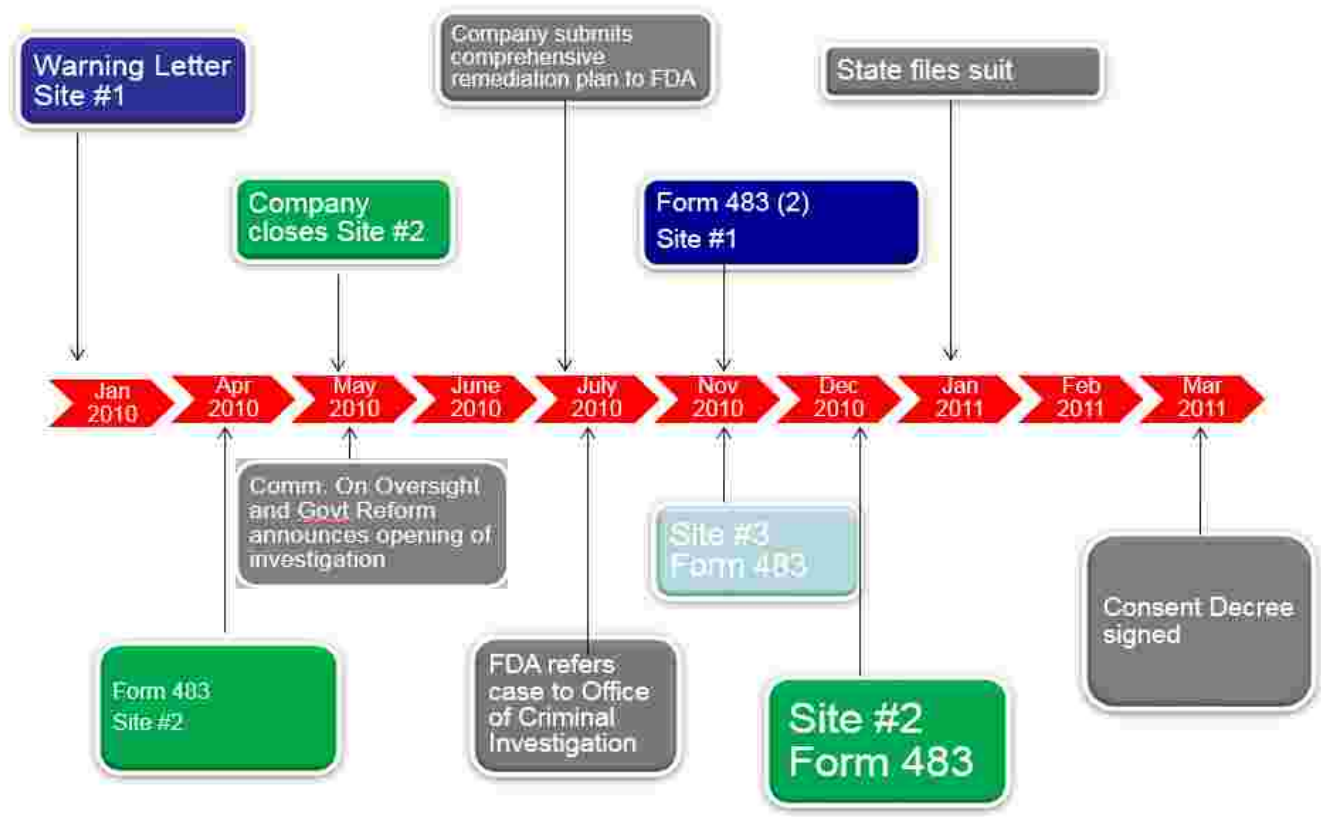 Warning Letter
Site #1
Company submits
comprehensive
remediation plan to FDA
State files suit
Company
closes Site #2
Form 483 (2)
Site #1
Jan
2010
Apr
2010
May
2010
June
2010
July
2010
Nov
2010
Dec
2010
Jan
2011
Feb
2011
Mar
2011
Comm. On Oversight
and Govt Reform
announces opening of
investigation
Site #3
Form 483
Form 483
Site #2
FDA refers
case to Office
of Criminal
Investigation
Site #2
Form 483
Consent Decree
signed